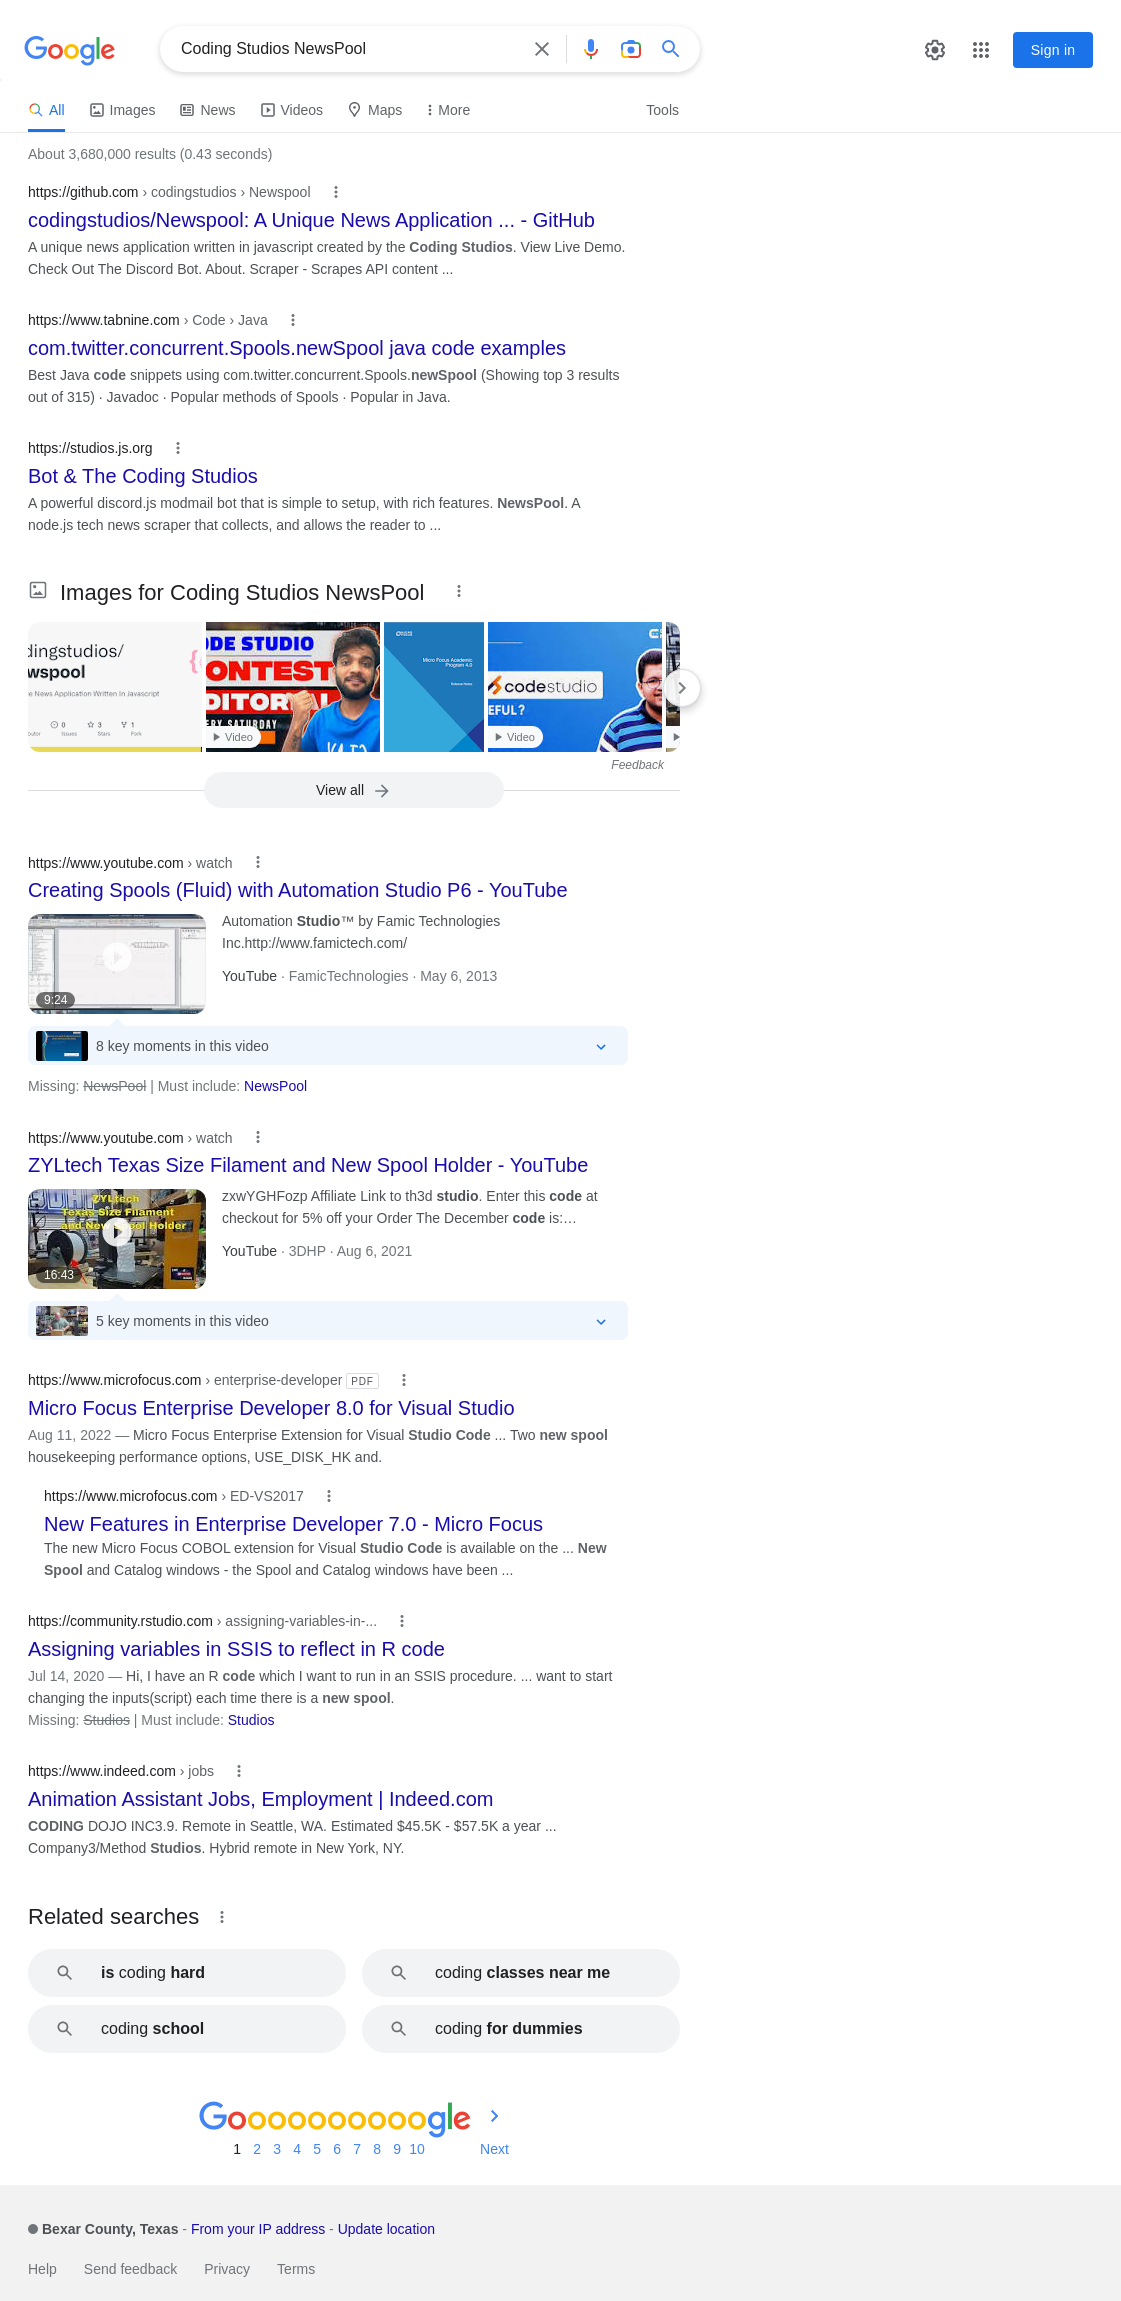 Google
Coding Studios NewsPool
Sign in
All
Images
News
Videos
Maps
More
Tools
About 3,680,000 results (0.43 seconds)
https://github.com › codingstudios › Newspool
codingstudios/Newspool: A Unique News Application ... - GitHub
A unique news application written in javascript created by the Coding Studios. View Live Demo.
Check Out The Discord Bot. About. Scraper - Scrapes API content ...
https://www.tabnine.com › Code › Java
com.twitter.concurrent.Spools.newSpool java code examples
Best Java code snippets using com.twitter.concurrent.Spools.newSpool (Showing top 3 results
out of 315) · Javadoc · Popular methods of Spools · Popular in Java.
https://studios.js.org
Bot & The Coding Studios
A powerful discord.js modmail bot that is simple to setup, with rich features. NewsPool. A
node.js tech news scraper that collects, and allows the reader to ...
Images for Coding Studios NewsPool
dingstudios/
wspool
e News Application Written In Javascript
0 3 1
Issues Stars Fork
ODE STUDIO
ONTEST
DITORIAL
ERY SATURDAY
Video
Micro Focus Academic
Program 4.0
Release Notes
codestudio
EFUL?
Video
Feedback
View all
https://www.youtube.com › watch
Creating Spools (Fluid) with Automation Studio P6 - YouTube
Automation Studio™ by Famic Technologies
Inc.http://www.famictech.com/
YouTube · FamicTechnologies · May 6, 2013
9:24
8 key moments in this video
Missing: NewsPool | Must include: NewsPool
https://www.youtube.com › watch
ZYLtech Texas Size Filament and New Spool Holder - YouTube
ZYLtech
Texas Size Filament
and New Spool Holder
16:43
zxwYGHFozp Affiliate Link to th3d studio. Enter this code at
checkout for 5% off your Order The December code is:…
YouTube · 3DHP · Aug 6, 2021
5 key moments in this video
https://www.microfocus.com › enterprise-developer PDF
Micro Focus Enterprise Developer 8.0 for Visual Studio
Aug 11, 2022 — Micro Focus Enterprise Extension for Visual Studio Code ... Two new spool
housekeeping performance options, USE_DISK_HK and.
https://www.microfocus.com › ED-VS2017
New Features in Enterprise Developer 7.0 - Micro Focus
The new Micro Focus COBOL extension for Visual Studio Code is available on the ... New
Spool and Catalog windows - the Spool and Catalog windows have been ...
https://community.rstudio.com › assigning-variables-in-...
Assigning variables in SSIS to reflect in R code
Jul 14, 2020 — Hi, I have an R code which I want to run in an SSIS procedure. ... want to start
changing the inputs(script) each time there is a new spool.
Missing: Studios | Must include: Studios
https://www.indeed.com › jobs
Animation Assistant Jobs, Employment | Indeed.com
CODING DOJO INC3.9. Remote in Seattle, WA. Estimated $45.5K - $57.5K a year ...
Company3/Method Studios. Hybrid remote in New York, NY.
Related searches
is coding hard
coding classes near me
coding school
coding for dummies
Goooooooooogle
1 2 3 4 5 6 7 8 9 10 Next
Bexar County, Texas - From your IP address - Update location
Help Send feedback Privacy Terms